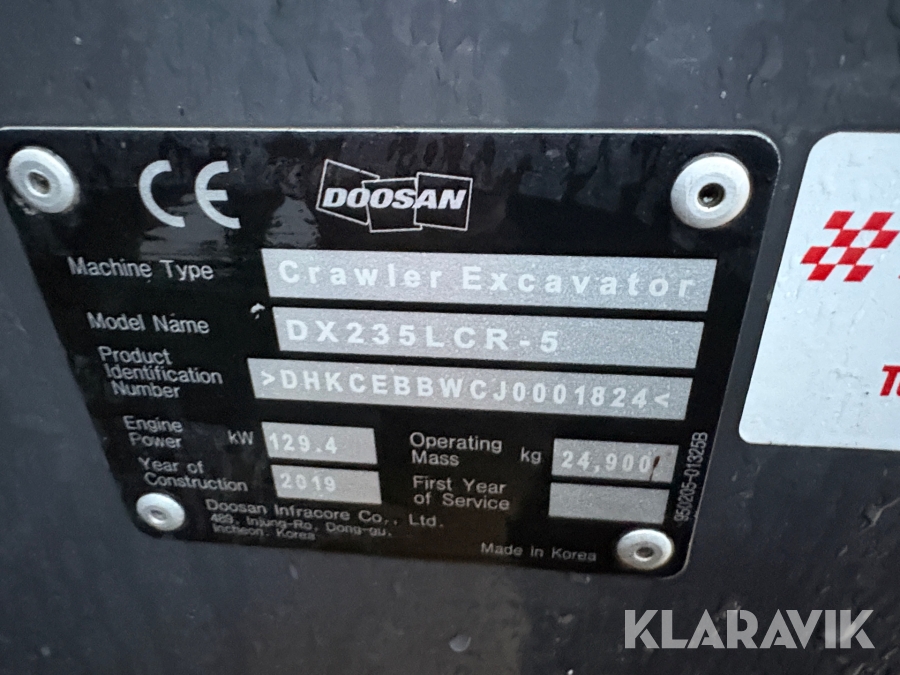 CE
DOOSAN
Machine Type Crawler Excavator
Model Name DX235LCR-5
Product
Identification
Number >DHKCEBBWCJ0001824<
Engine
Power kW 129.4
Operating
Mass kg 24,900
Year of
Construction 2019
First Year
of Service
Doosan Infracore Co., Ltd.
489, Injung-Ro, Dong-gu,
Incheon, Korea
Made in Korea
950205-01325B
KLARAVIK